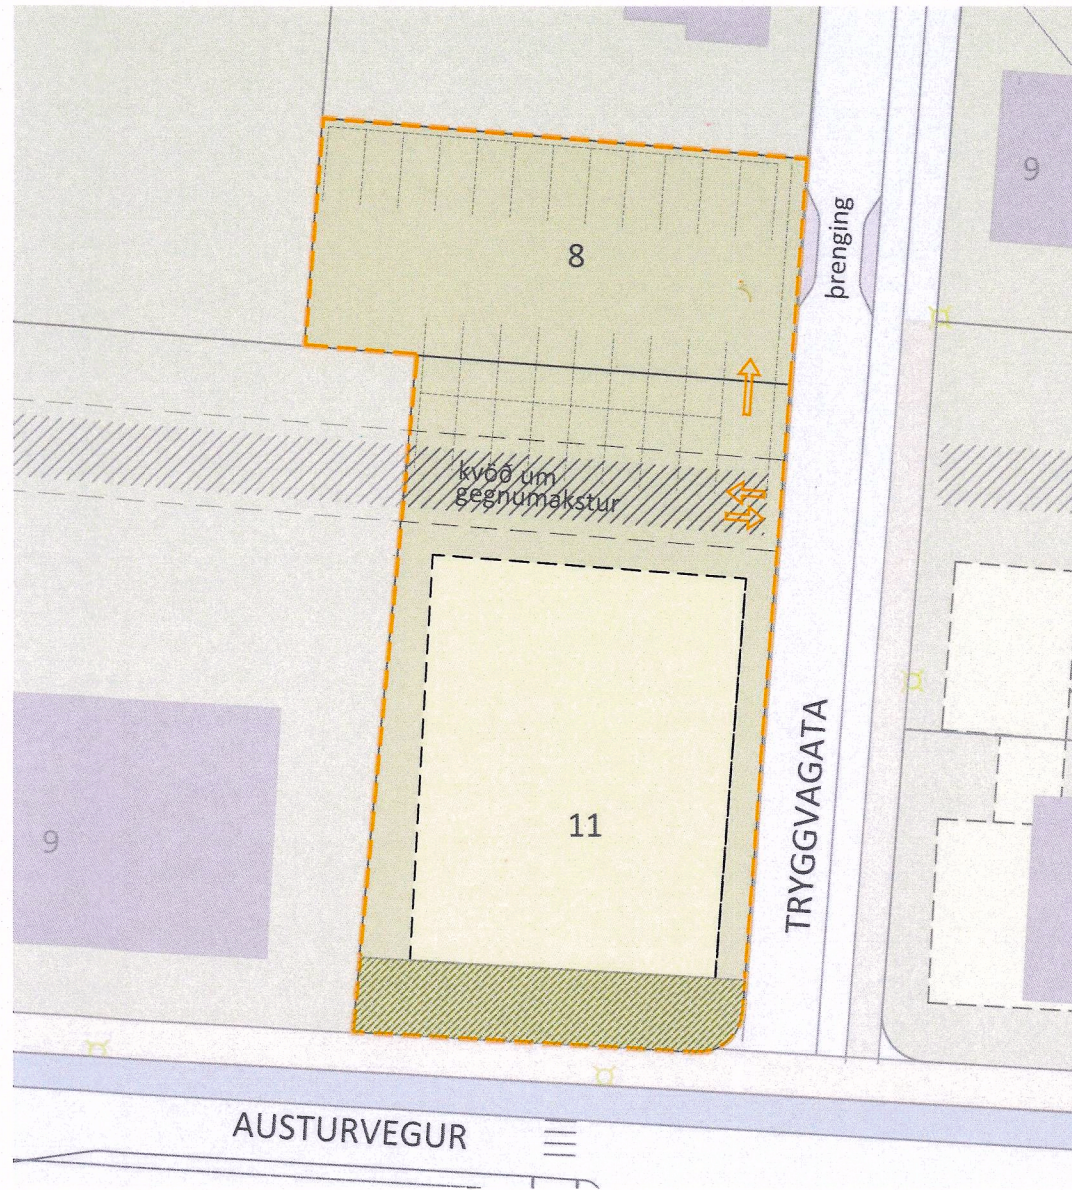 9
8
þrenging
kvöð um
gegnumakstur
TRYGGVAGATA
11
9
AUSTURVEGUR